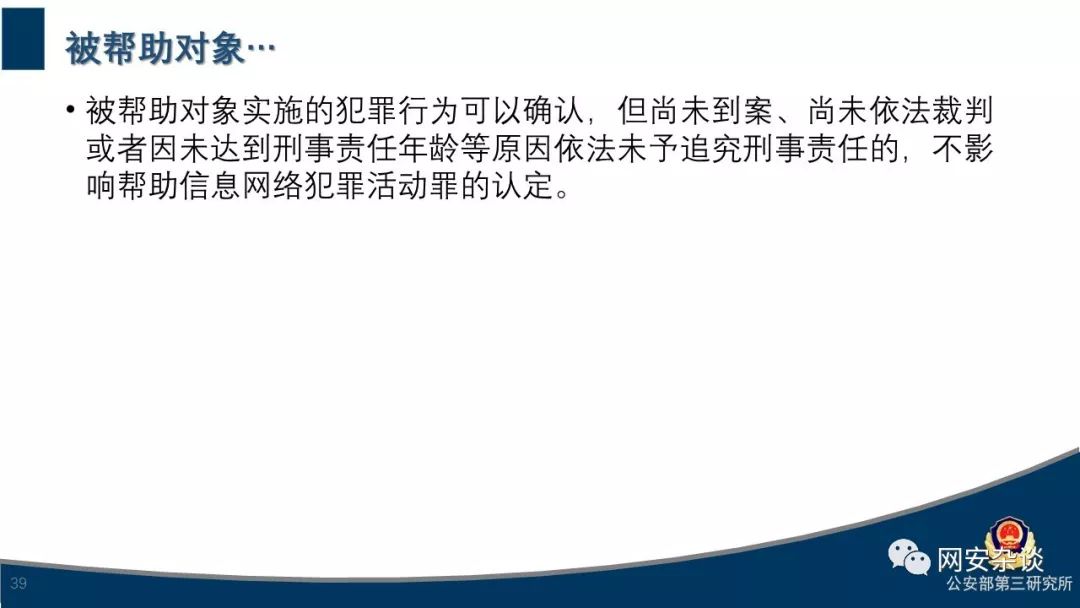 被帮助对象…
• 被帮助对象实施的犯罪行为可以确认，但尚未到案、尚未依法裁判
或者因未达到刑事责任年龄等原因依法未予追究刑事责任的，不影
响帮助信息网络犯罪活动罪的认定。
网安杂谈
公安部第三研究所
39